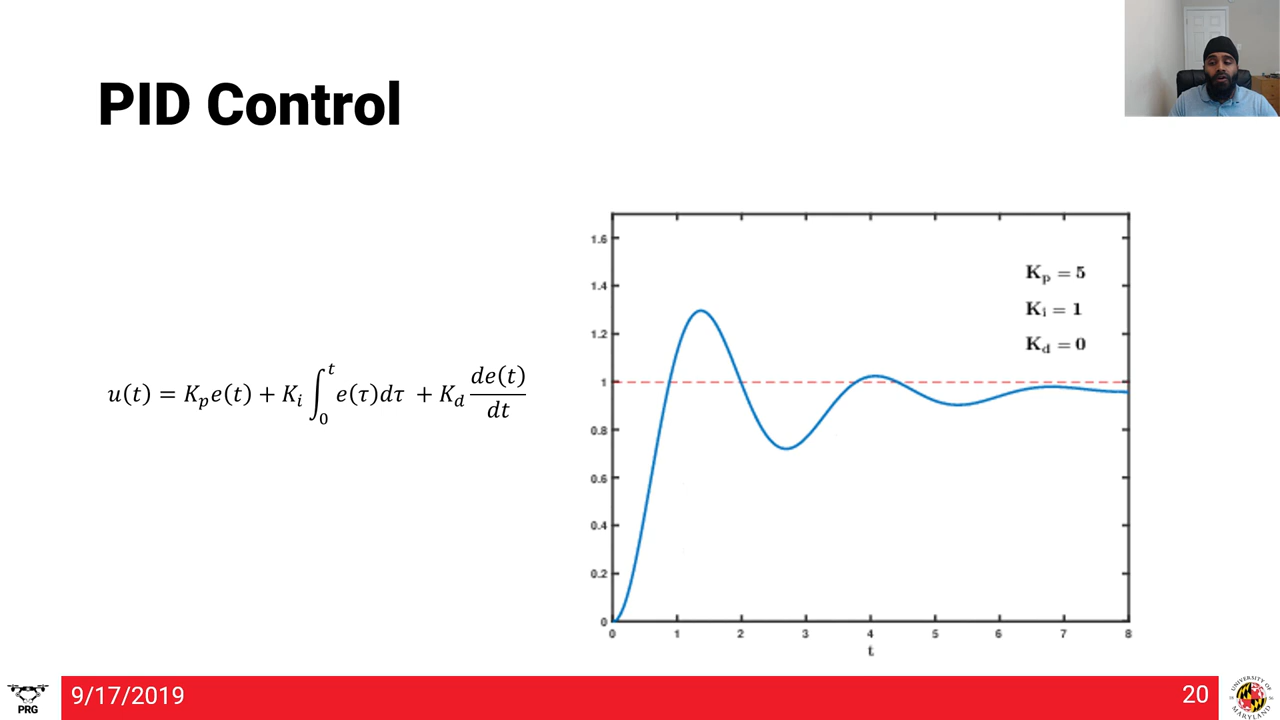 PID Control
u(t) = K_p e(t) + K_i ∫_0^t e(τ)dτ + K_d de(t)/dt
1.6
1.4
1.2
1
0.8
0.6
0.4
0.2
0
K_p = 5
K_i = 1
K_d = 0
0 1 2 3 4 5 6 7 8
t
PRG
9/17/2019
20
UNIVERSITY OF
MARYLAND